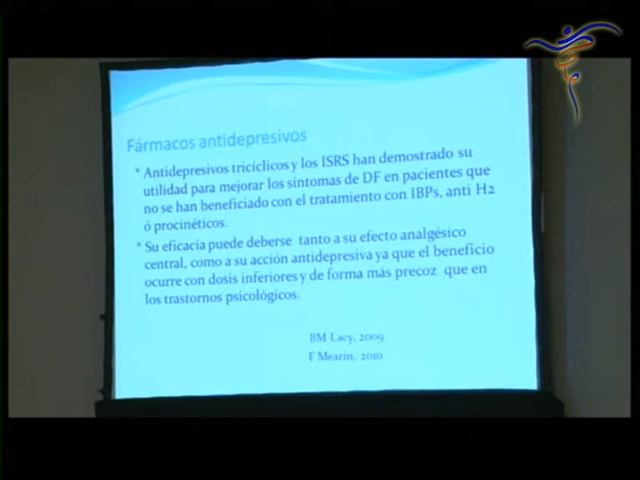 Fármacos antidepresivos
* Antidepresivos tricíclicos y los ISRS han demostrado su
utilidad para mejorar los síntomas de DF en pacientes que
no se han beneficiado con el tratamiento con IBPs, anti H2
ó procinéticos.
* Su eficacia puede deberse tanto a su efecto analgésico
central, como a su acción antidepresiva ya que el beneficio
ocurre con dosis inferiores y de forma más precoz que en
los trastornos psicológicos.
BM Lacy, 2009
F Mearin, 2010